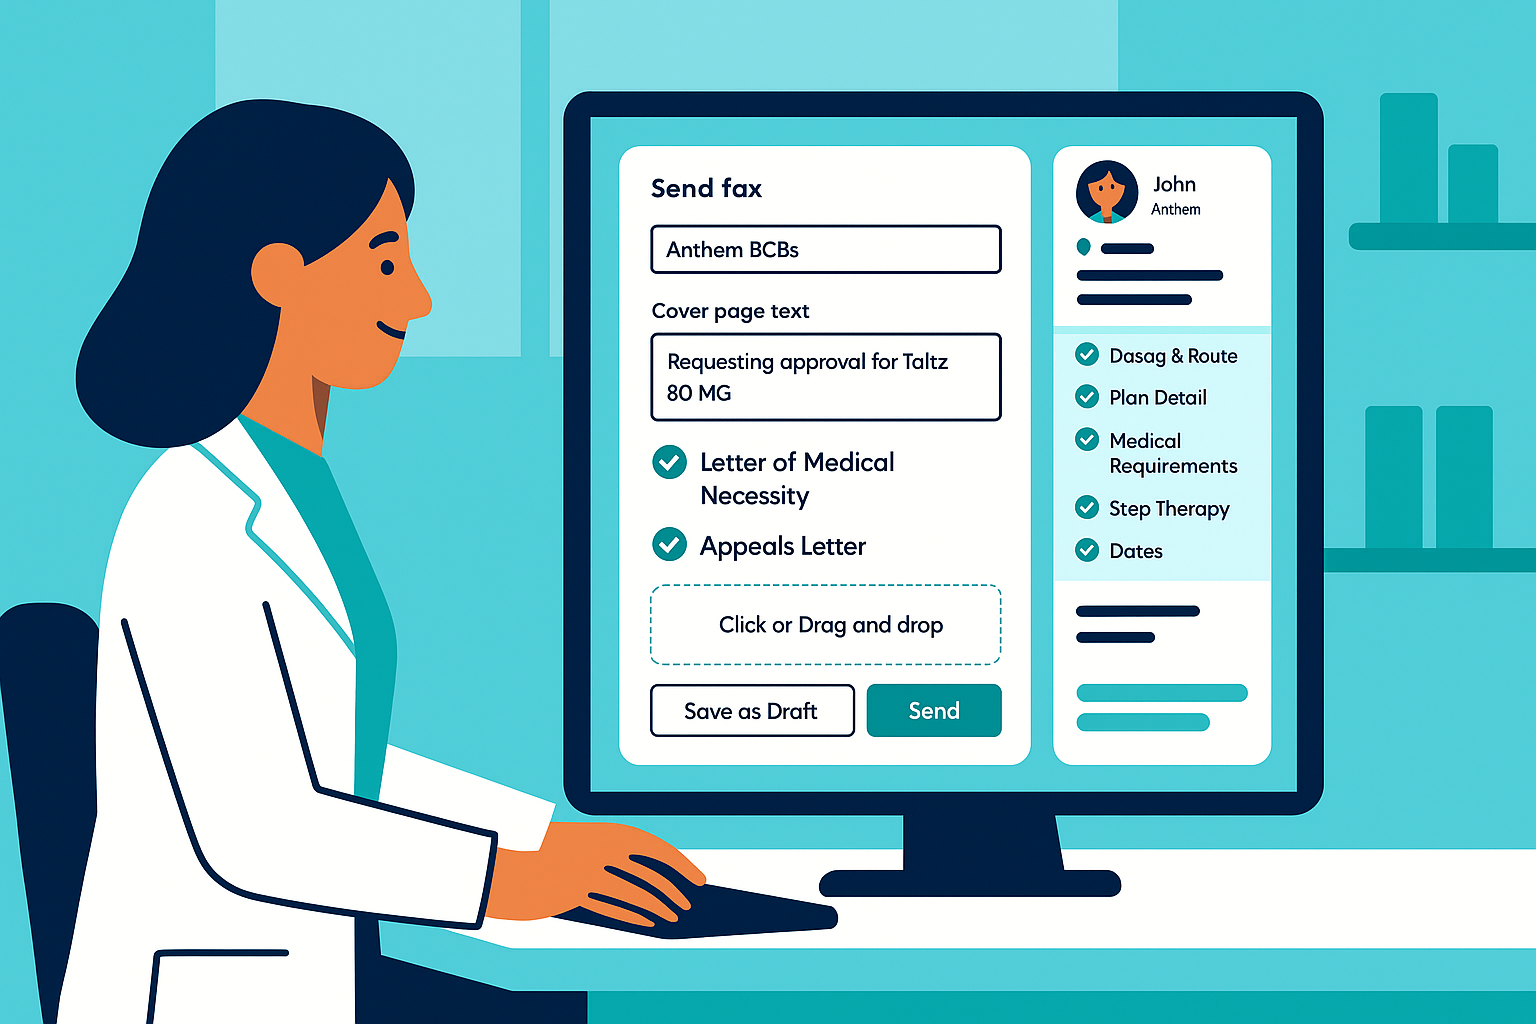 Send fax
Anthem BCBs
Cover page text
Requesting approval for Taltz
80 MG
Letter of Medical
Necessity
Appeals Letter
Click or Drag and drop
Save as Draft
Send
John
Anthem
Dasag & Route
Plan Detail
Medical
Requirements
Step Therapy
Dates